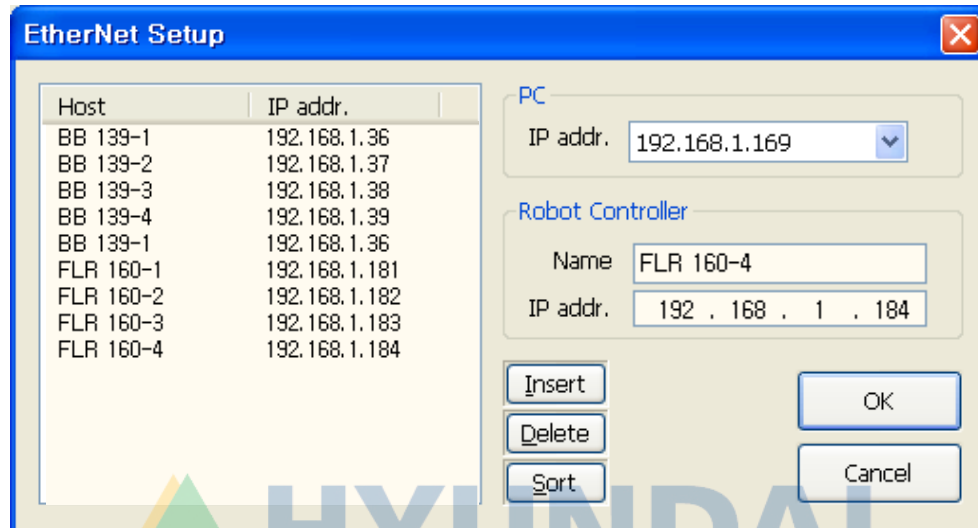 EtherNet Setup
Host IP addr.
BB 139-1 192.168.1.36
BB 139-2 192.168.1.37
BB 139-3 192.168.1.38
BB 139-4 192.168.1.39
BB 139-1 192.168.1.36
FLR 160-1 192.168.1.181
FLR 160-2 192.168.1.182
FLR 160-3 192.168.1.183
FLR 160-4 192.168.1.184
PC
IP addr. 192.168.1.169
Robot Controller
Name FLR 160-4
IP addr. 192 . 168 . 1 . 184
Insert
Delete
Sort
OK
Cancel
HYUNDAI